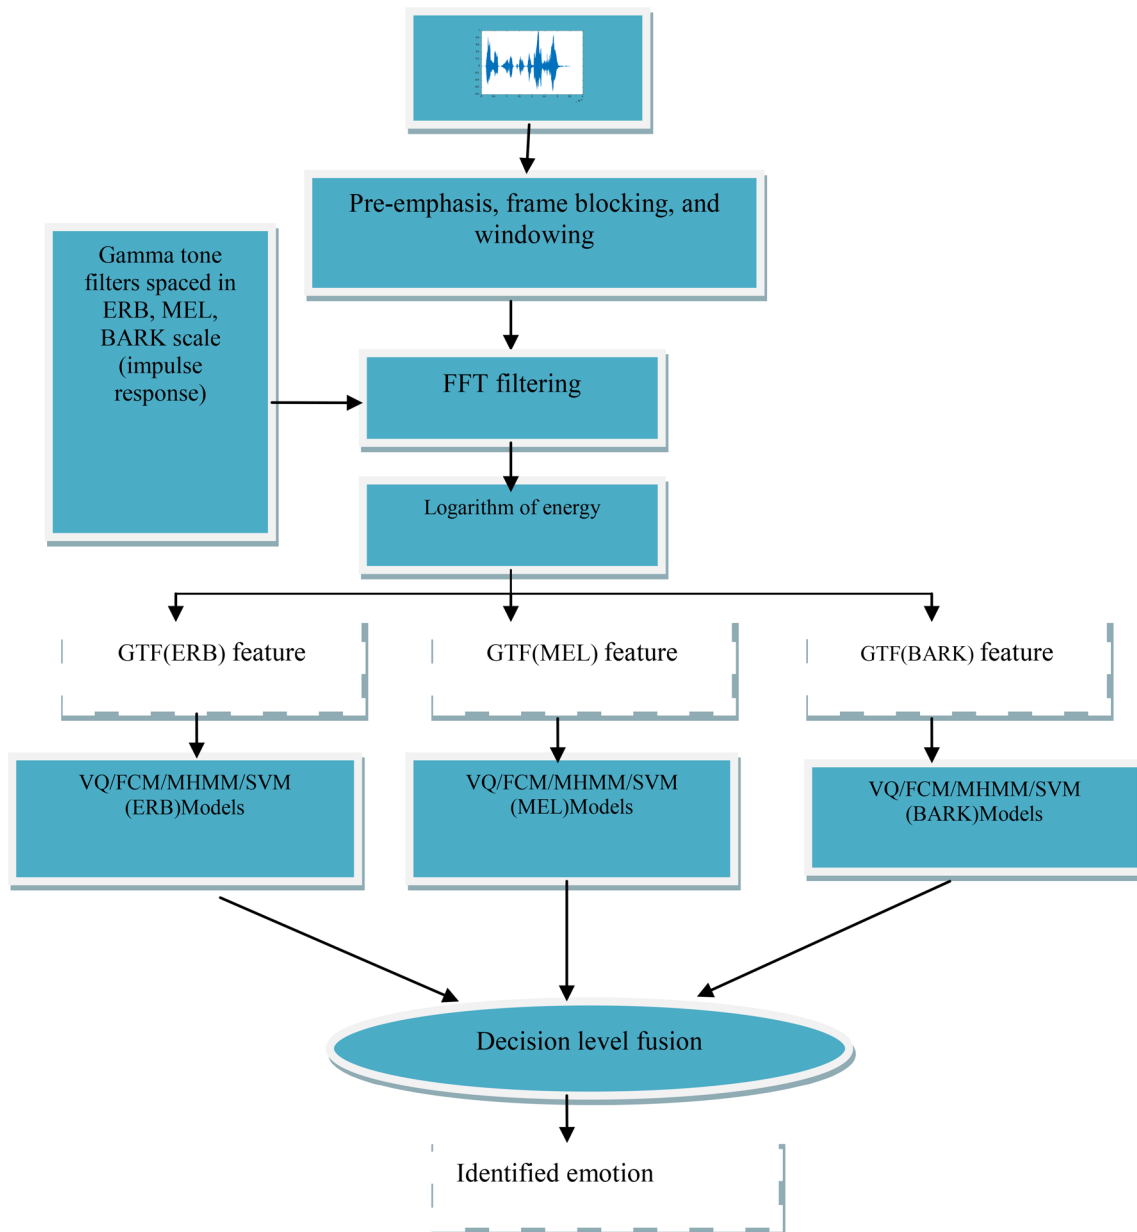 Pre-emphasis, frame blocking, and
windowing
Gamma tone
filters spaced in
ERB, MEL,
BARK scale
(impulse
response)
FFT filtering
Logarithm of energy
GTF(ERB) feature
GTF(MEL) feature
GTF(BARK) feature
VQ/FCM/MHMM/SVM
(ERB)Models
VQ/FCM/MHMM/SVM
(MEL)Models
VQ/FCM/MHMM/SVM
(BARK)Models
Decision level fusion
Identified emotion